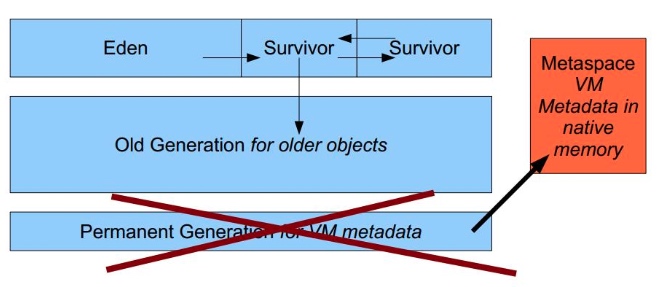 Eden
Survivor
Survivor
Old Generation for older objects
Permanent Generation for VM metadata
Metaspace
VM
Metadata in
native
memory